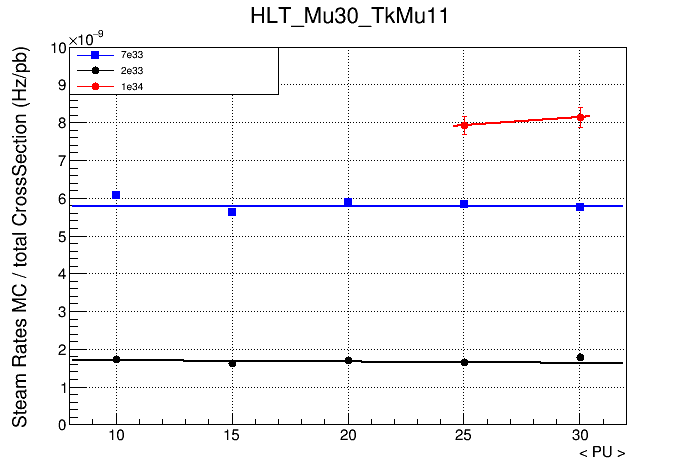 HLT_Mu30_TkMu11
×10⁻⁹
7e33
2e33
1e34
Steam Rates MC / total CrossSection (Hz/pb)
10
9
8
7
6
5
4
3
2
1
0
10 15 20 25 30
< PU >